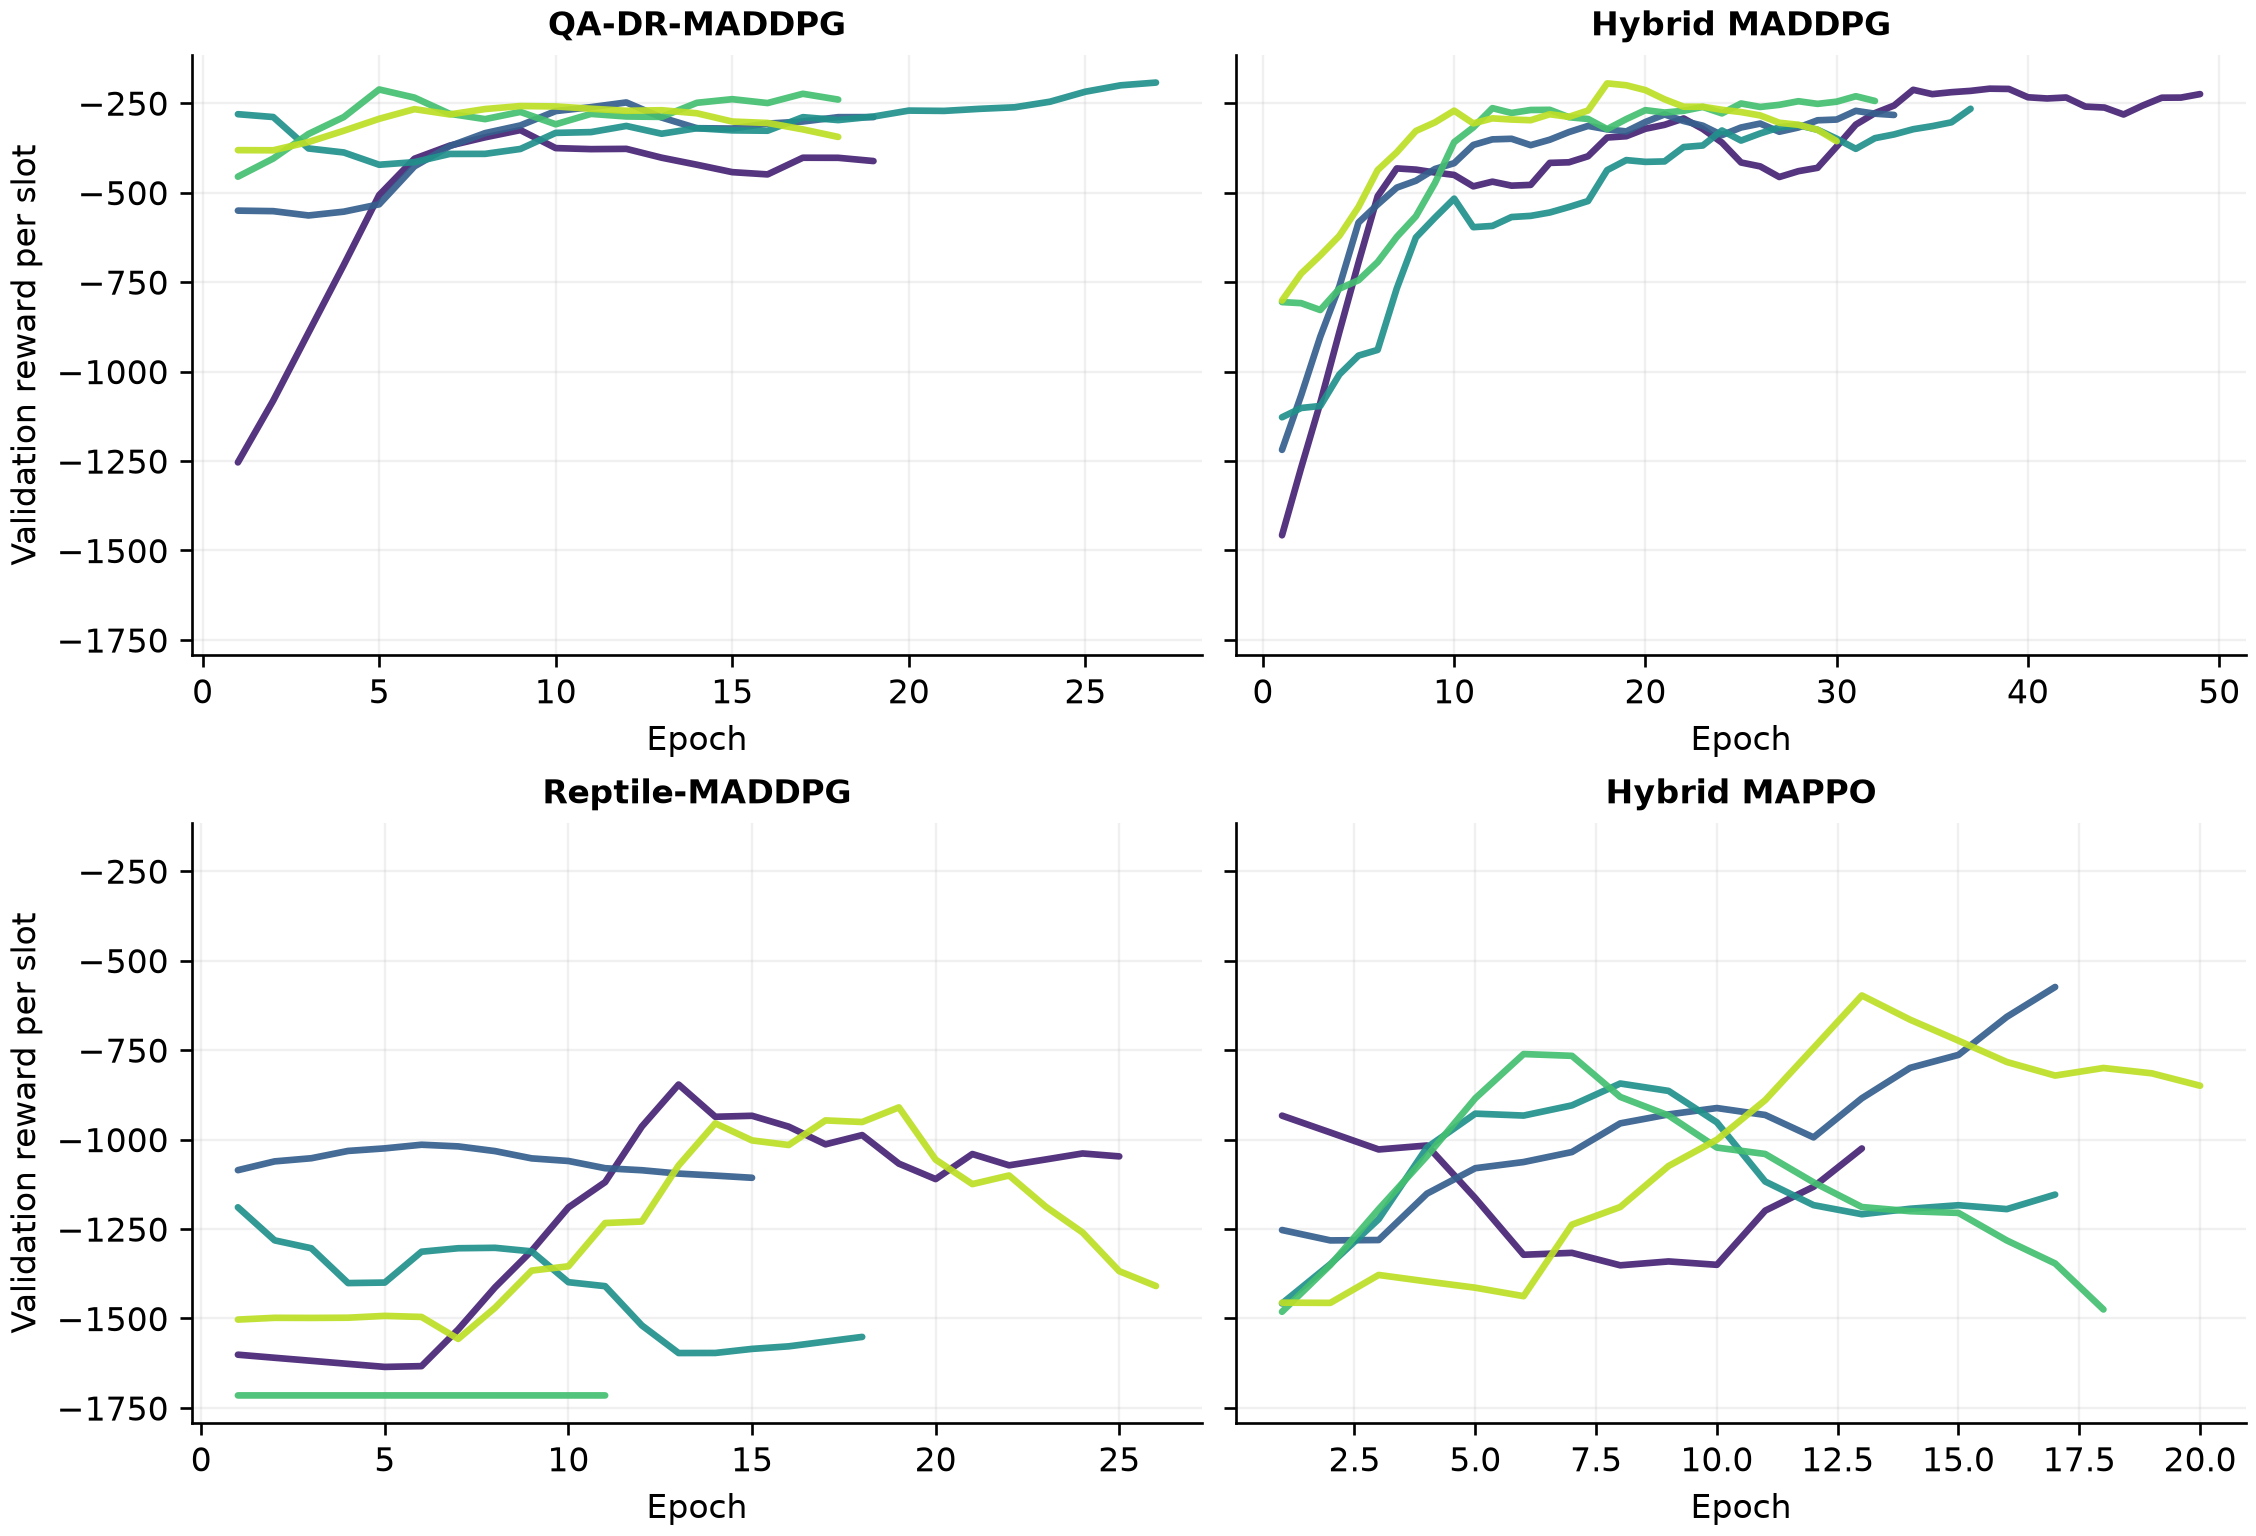 QA-DR-MADDPG
Hybrid MADDPG
Validation reward per slot
−250
−500
−750
−1000
−1250
−1500
−1750
0 5 10 15 20 25
0 10 20 30 40 50
Epoch
Epoch
Reptile-MADDPG
Hybrid MAPPO
Validation reward per slot
−250
−500
−750
−1000
−1250
−1500
−1750
0 5 10 15 20 25
2.5 5.0 7.5 10.0 12.5 15.0 17.5 20.0
Epoch
Epoch